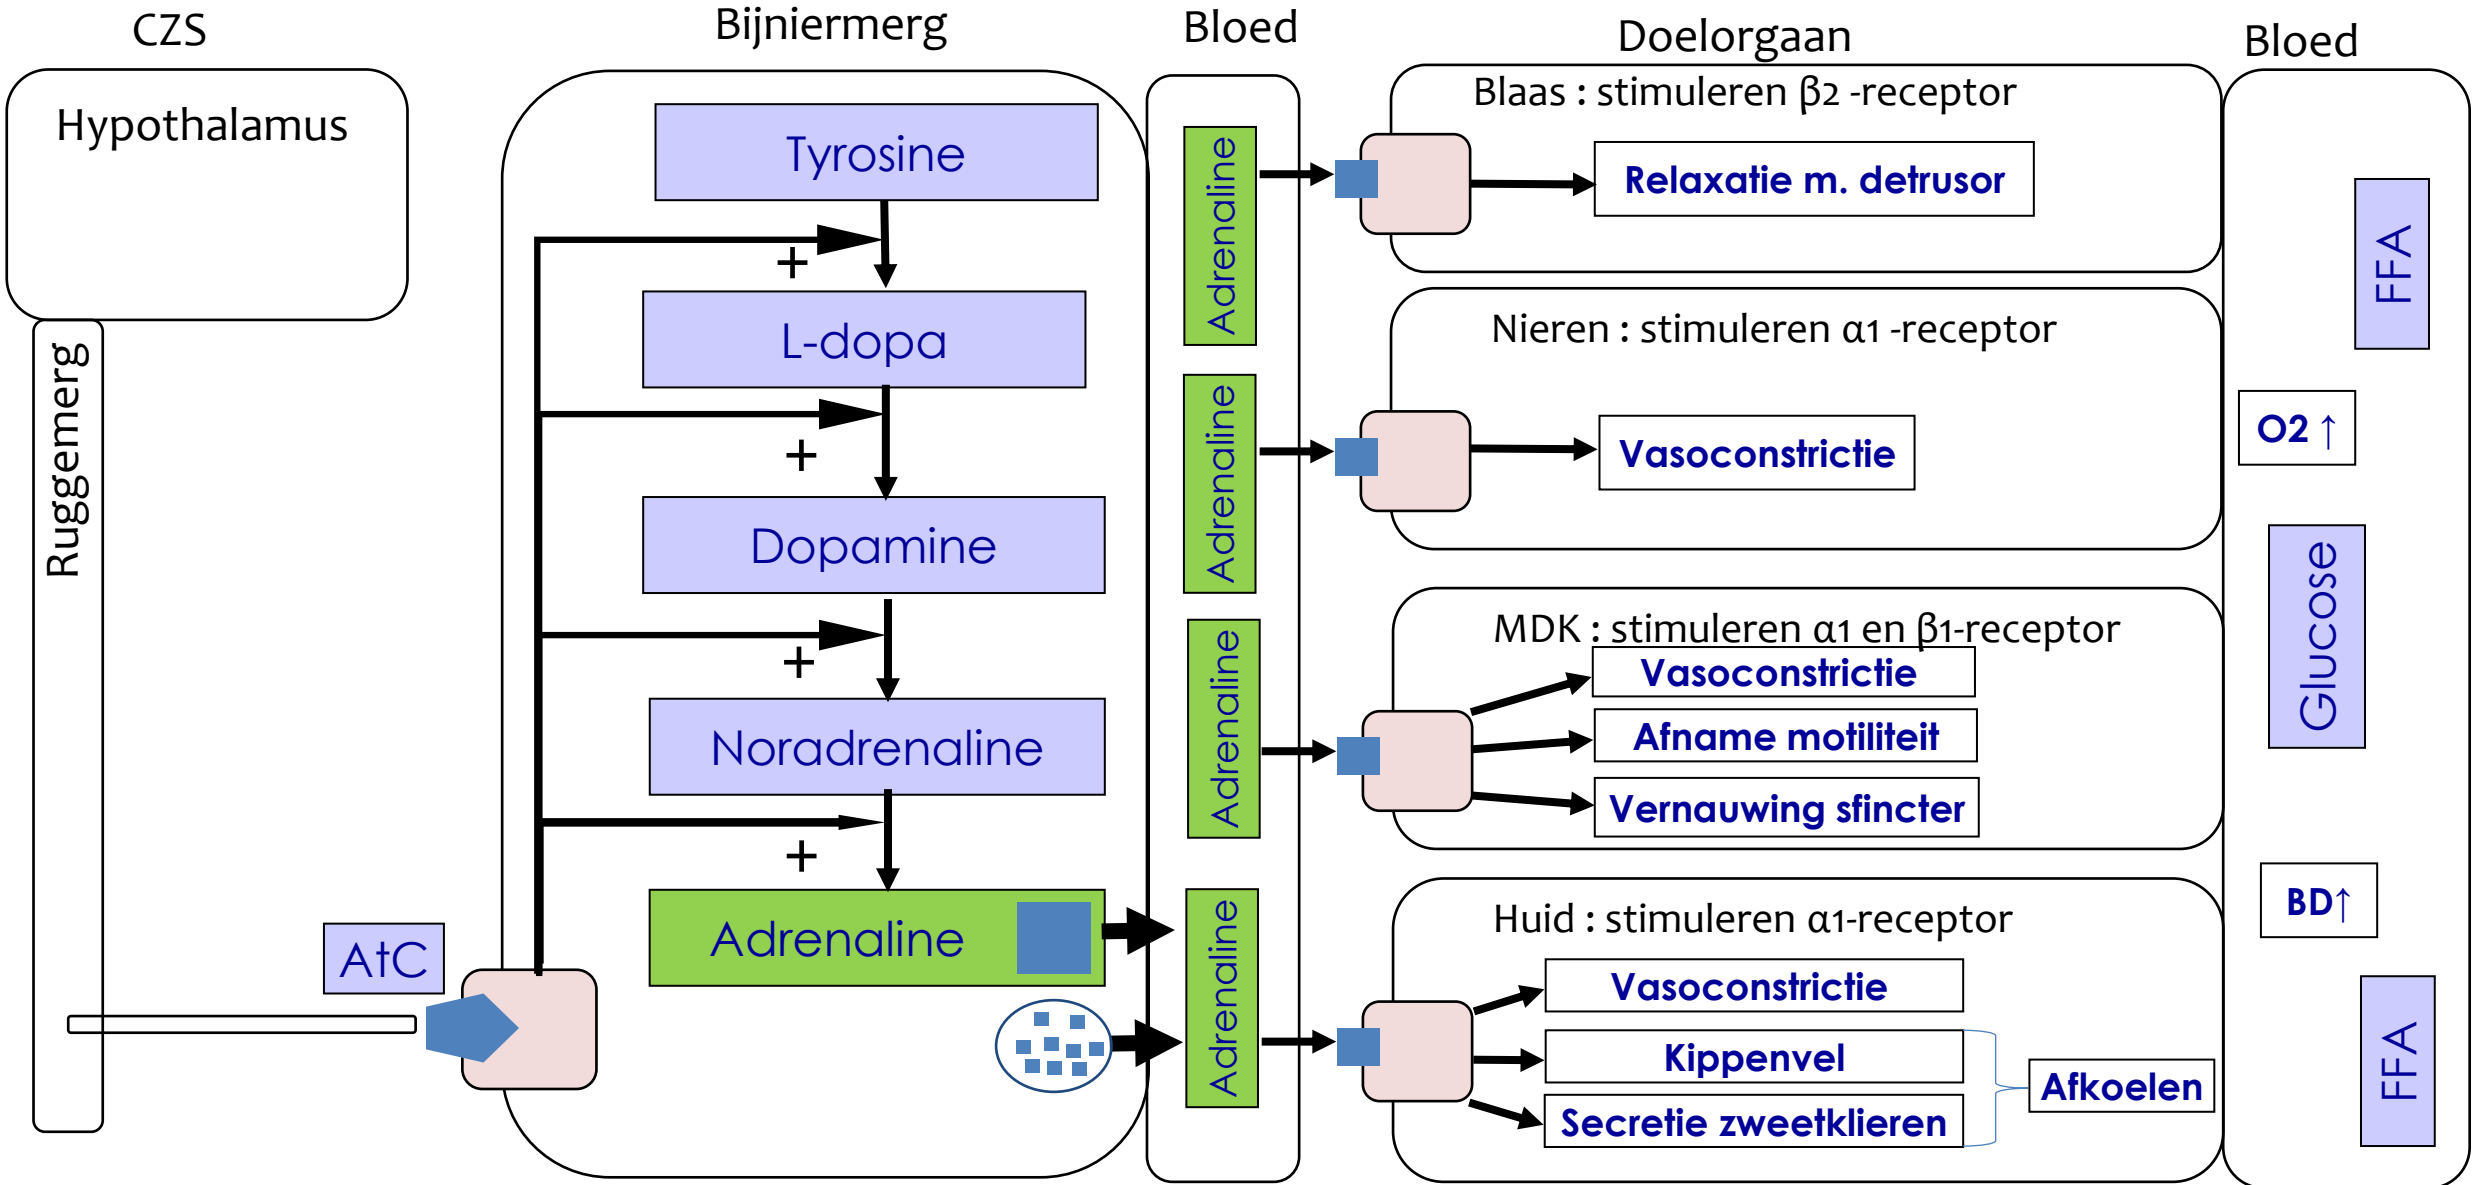 CZS
Hypothalamus
Ruggemerg
AtC
Bijniermerg
Tyrosine
+
L-dopa
+
Dopamine
+
Noradrenaline
+
Adrenaline
Bloed
Adrenaline
Adrenaline
Adrenaline
Adrenaline
Doelorgaan
Blaas : stimuleren β2 -receptor
Relaxatie m. detrusor
Nieren : stimuleren α1 -receptor
Vasoconstrictie
MDK : stimuleren α1 en β1-receptor
Vasoconstrictie
Afname motiliteit
Vernauwing sfincter
Huid : stimuleren α1-receptor
Vasoconstrictie
Kippenvel
Secretie zweetklieren
Afkoelen
Bloed
FFA
O2 ↑
Glucose
BD↑
FFA